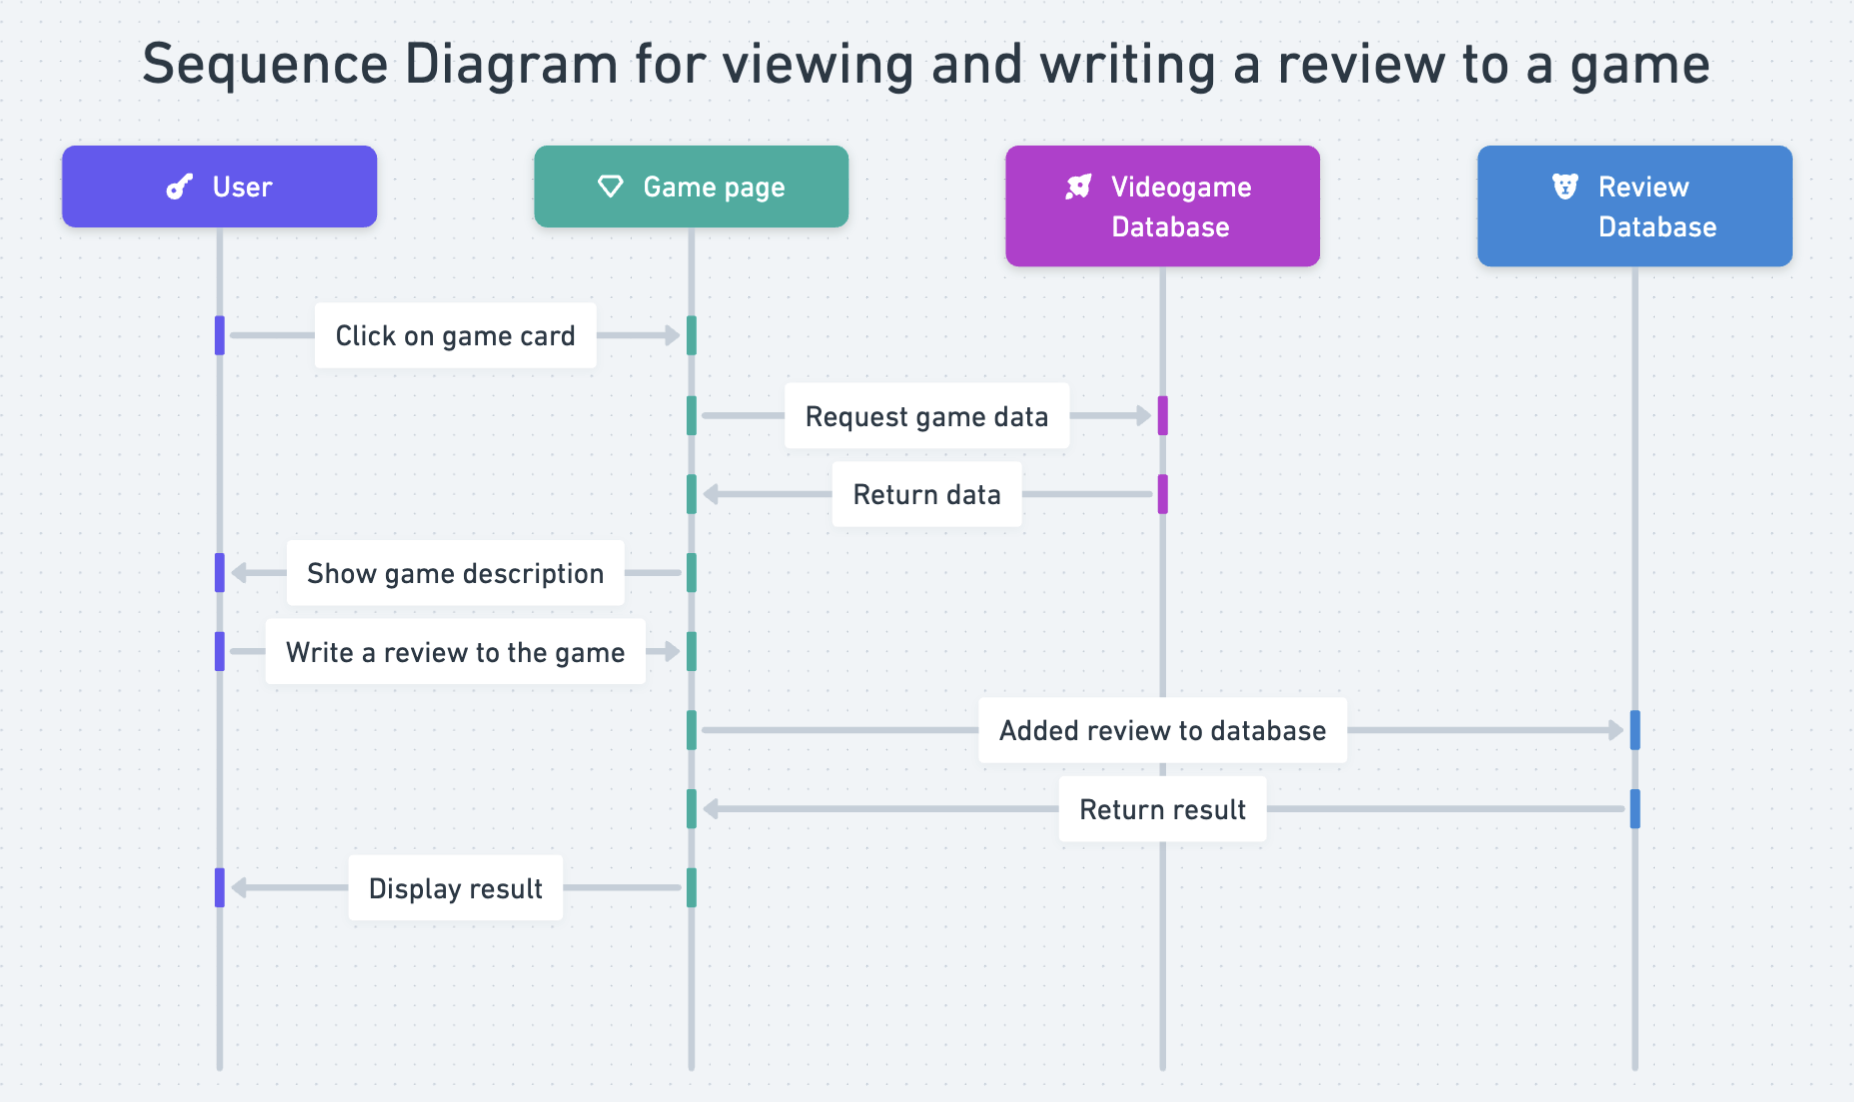 Sequence Diagram for viewing and writing a review to a game
User
Game page
Videogame
Database
Review
Database
Click on game card
Request game data
Return data
Show game description
Write a review to the game
Added review to database
Return result
Display result